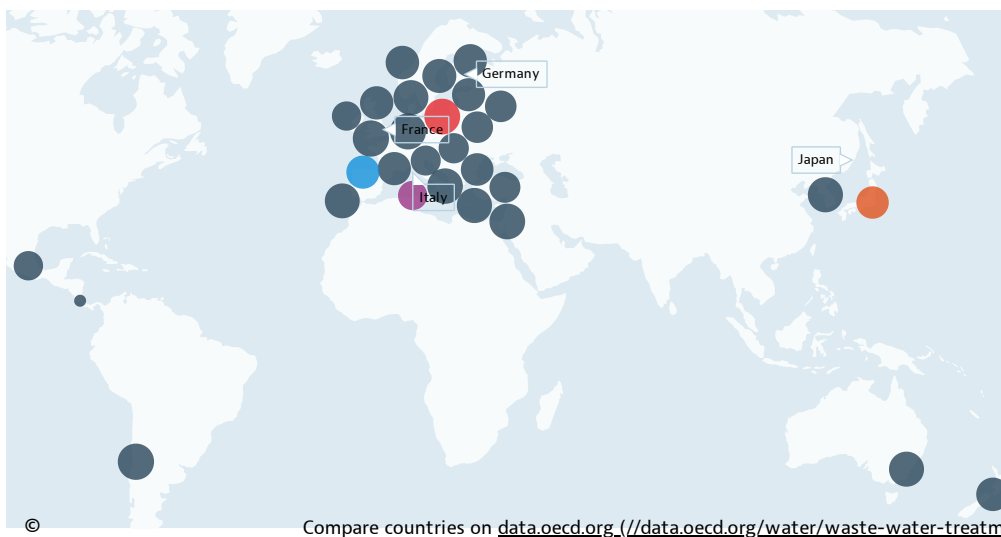 Germany
France
Japan
Italy
© Compare countries on data.oecd.org (//data.oecd.org/water/waste-water-treatm